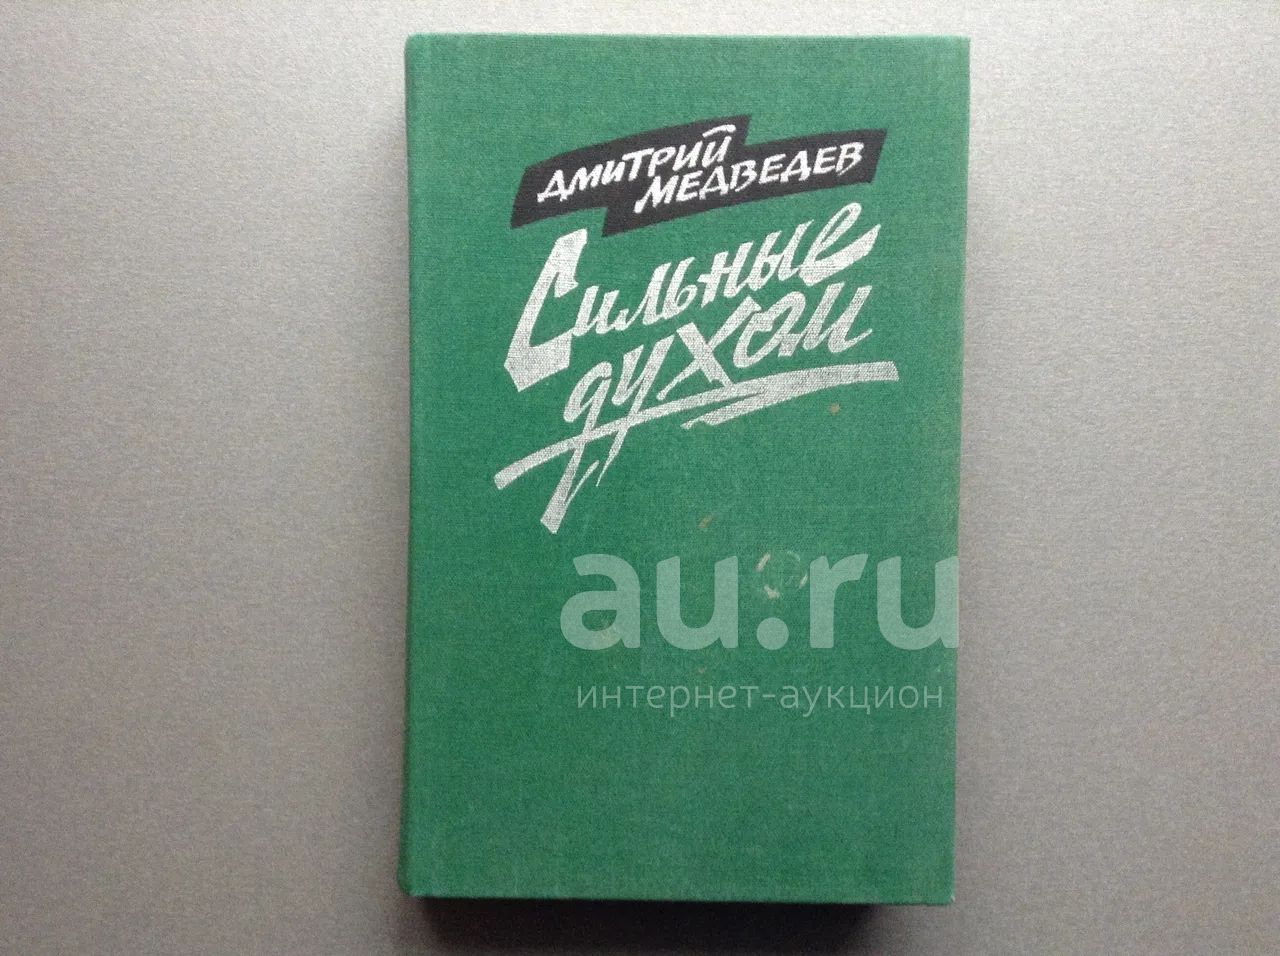 ДМИТРИЙ
МЕДВЕДЕВ
Сильные
духом
au.ru
интернет-аукцион